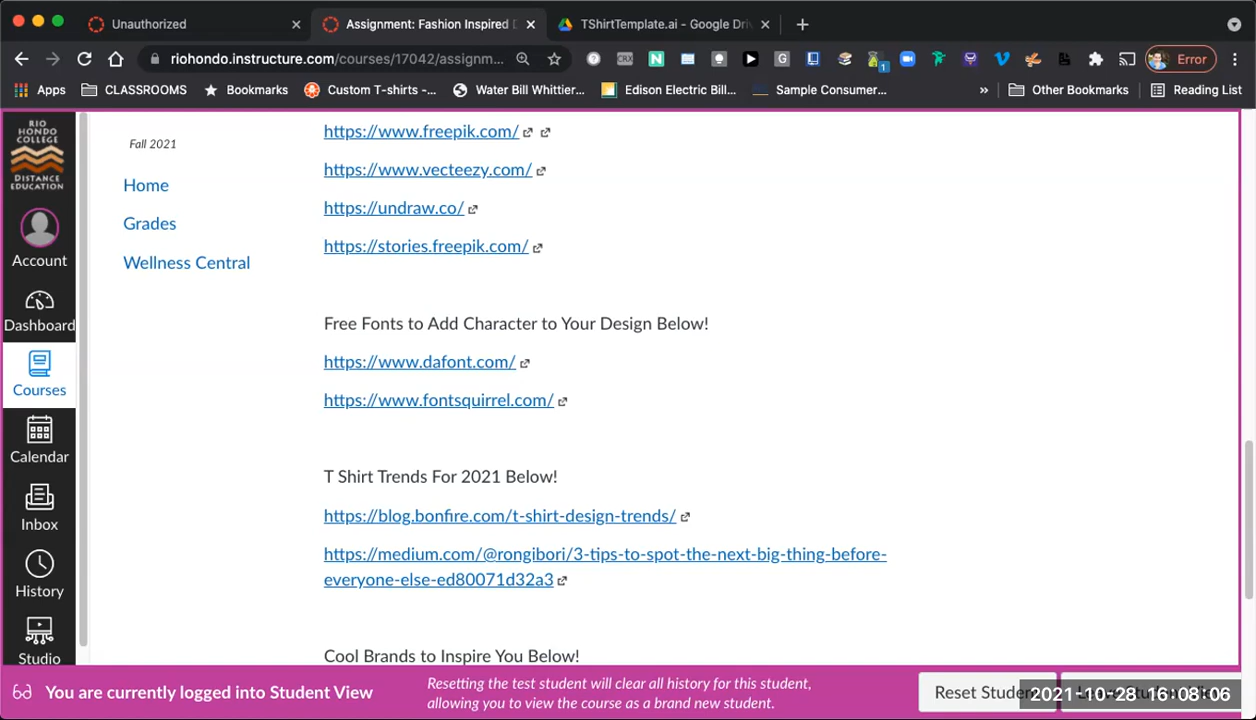 Unauthorized
Assignment: Fashion Inspired D
TShirtTemplate.ai - Google Driv
riohondo.instructure.com/courses/17042/assignm...
CRX
N
G
1
Error
Apps
CLASSROOMS
Bookmarks
Custom T-shirts -...
Water Bill Whittier...
Edison Electric Bill...
Sample Consumer...
»
Other Bookmarks
Reading List
RIO
HONDO
COLLEGE
DISTANCE
EDUCATION
Account
Dashboard
Courses
Calendar
Inbox
History
Studio
Fall 2021
Home
Grades
Wellness Central
https://www.freepik.com/
https://www.vecteezy.com/
https://undraw.co/
https://stories.freepik.com/
Free Fonts to Add Character to Your Design Below!
https://www.dafont.com/
https://www.fontsquirrel.com/
T Shirt Trends For 2021 Below!
https://blog.bonfire.com/t-shirt-design-trends/
https://medium.com/@rongibori/3-tips-to-spot-the-next-big-thing-before-
everyone-else-ed80071d32a3
Cool Brands to Inspire You Below!
You are currently logged into Student View
Resetting the test student will clear all history for this student,
allowing you to view the course as a brand new student.
Reset Student
2021-10-28 16:08:06